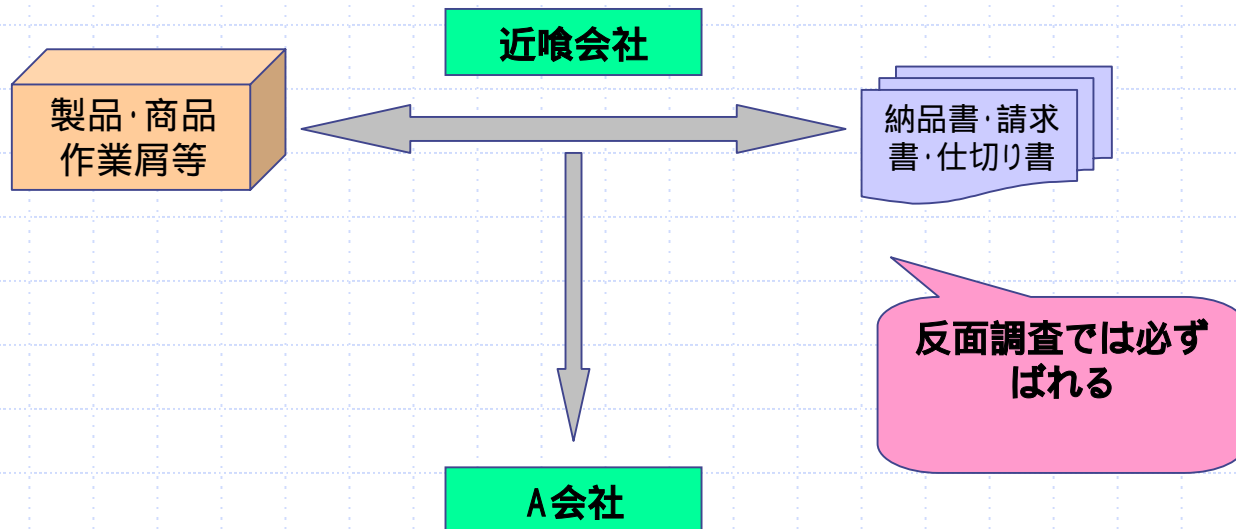 近喰会社
製品・商品
作業屑等
納品書・請求
書・仕切り書
反面調査では必ず
ばれる
A会社